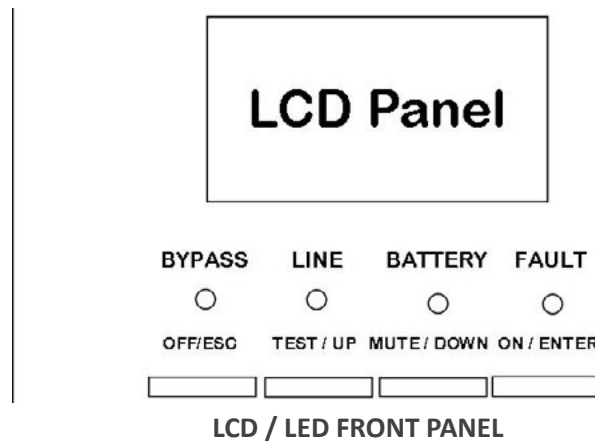 LCD Panel
BYPASS LINE BATTERY FAULT
OFF/ESC TEST / UP MUTE / DOWN ON / ENTER
LCD / LED FRONT PANEL